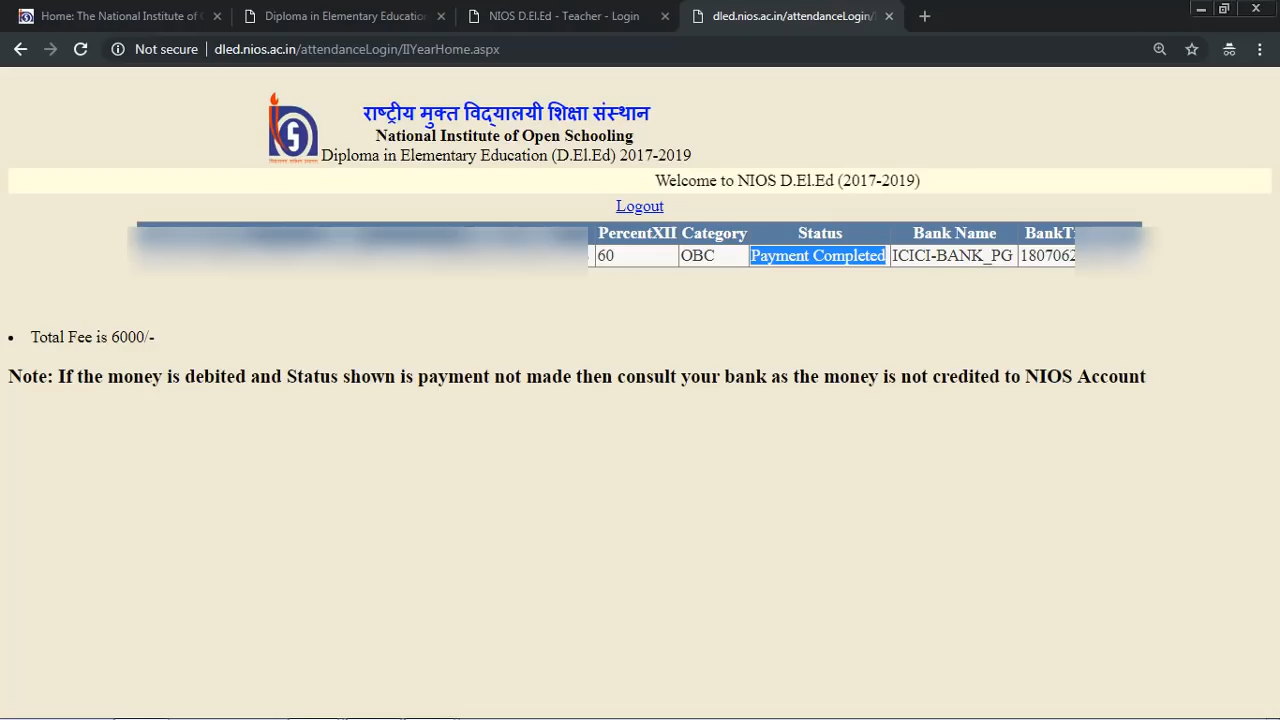 Home: The National Institute of
Diploma in Elementary Educatio
NIOS D.El.Ed - Teacher - Login
dled.nios.ac.in/attendanceLogin/
Not secure
dled.nios.ac.in/attendanceLogin/IIYearHome.aspx
राष्ट्रीय मुक्त विद्यालयी शिक्षा संस्थान
National Institute of Open Schooling
Diploma in Elementary Education (D.El.Ed) 2017-2019
Welcome to NIOS D.El.Ed (2017-2019)
Logout
PercentXII Category Status Bank Name BankT
60 OBC Payment Completed ICICI-BANK_PG 1807062
• Total Fee is 6000/-
Note: If the money is debited and Status shown is payment not made then consult your bank as the money is not credited to NIOS Account